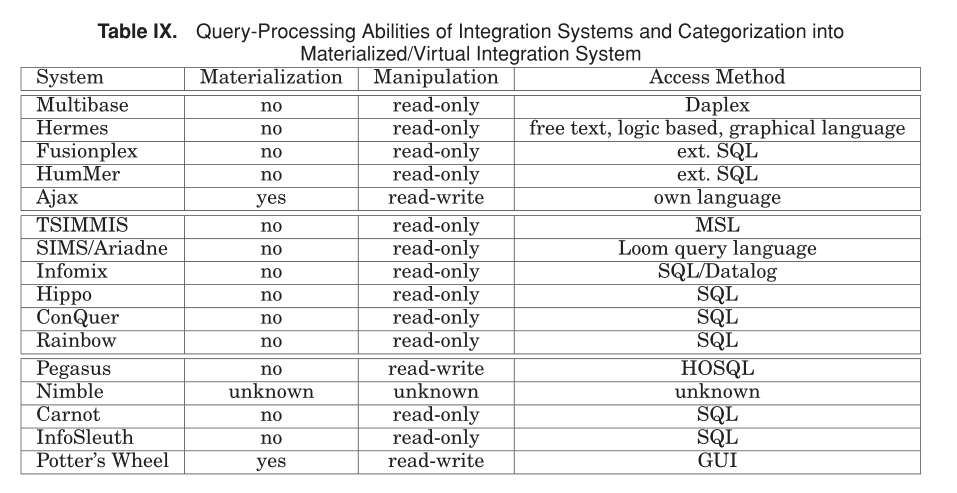 Table IX. Query-Processing Abilities of Integration Systems and Categorization into
Materialized/Virtual Integration System
System Materialization Manipulation Access Method
Multibase no read-only Daplex
Hermes no read-only free text, logic based, graphical language
Fusionplex no read-only ext. SQL
HumMer no read-only ext. SQL
Ajax yes read-write own language
TSIMMIS no read-only MSL
SIMS/Ariadne no read-only Loom query language
Infomix no read-only SQL/Datalog
Hippo no read-only SQL
ConQuer no read-only SQL
Rainbow no read-only SQL
Pegasus no read-write HOSQL
Nimble unknown unknown unknown
Carnot no read-only SQL
InfoSleuth no read-only SQL
Potter's Wheel yes read-write GUI